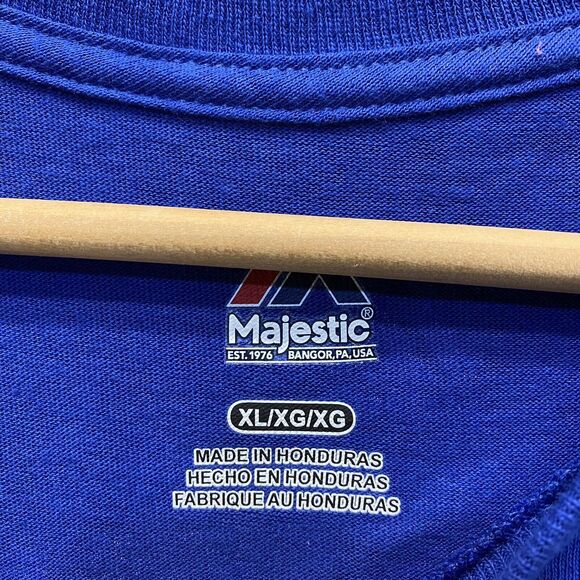 Majestic®
EST. 1976 BANGOR, PA, USA
XL/XG/XG
MADE IN HONDURAS
HECHO EN HONDURAS
FABRIQUE AU HONDURAS